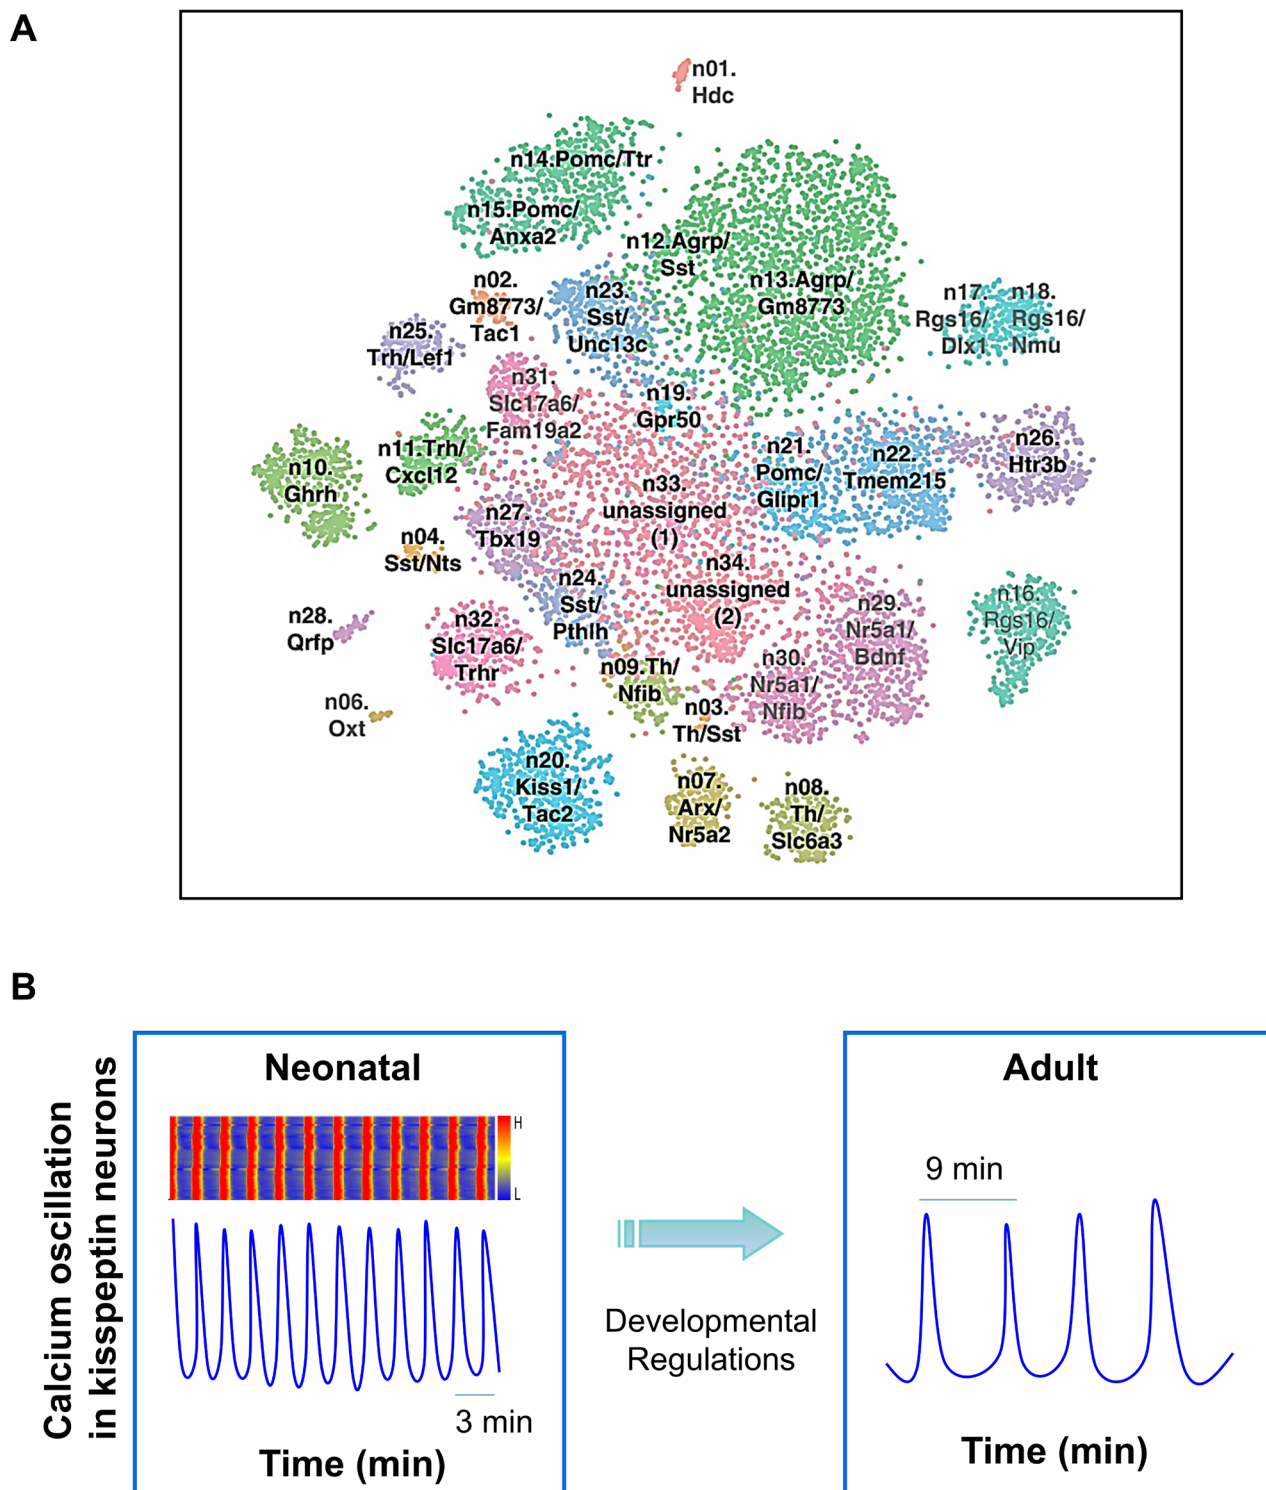 A
n01.
Hdc
n14.Pomc/Ttr
n15.Pomc/
Anxa2
n12.Agrp/
Sst
n13.Agrp/
Gm8773
n02.
Gm8773/
Tac1
n23.
Sst/
Unc13c
n17.
Rgs16/
Dlx1
n18.
Rgs16/
Nmu
n25.
Trh/Lef1
n31.
Slc17a6/
Fam19a2
n19.
Gpr50
n11.Trh/
Cxcl12
n10.
Ghrh
n21.
Pomc/
Glipr1
n22.
Tmem215
n26.
Htr3b
n33.
unassigned
(1)
n27.
Tbx19
n04.
Sst/Nts
n34.
unassigned
(2)
n24.
Sst/
Pthlh
n28.
Qrfp
n32.
Slc17a6/
Trhr
n29.
Nr5a1/
Bdnf
n16.
Rgs16/
Vip
n09.Th/
Nfib
n30.
Nr5a1/
Nfib
n06.
Oxt
n03.
Th/Sst
n20.
Kiss1/
Tac2
n07.
Arx/
Nr5a2
n08.
Th/
Slc6a3
B
Calcium oscillation
in kisspeptin neurons
Neonatal
H
L
3 min
Time (min)
Developmental
Regulations
Adult
9 min
Time (min)